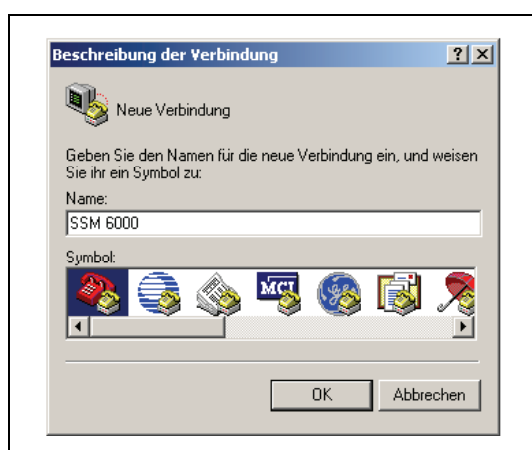 Beschreibung der Verbindung
Neue Verbindung
Geben Sie den Namen für die neue Verbindung ein, und weisen
Sie ihr ein Symbol zu:
Name:
SSM 6000
Symbol:
MCI
OK
Abbrechen